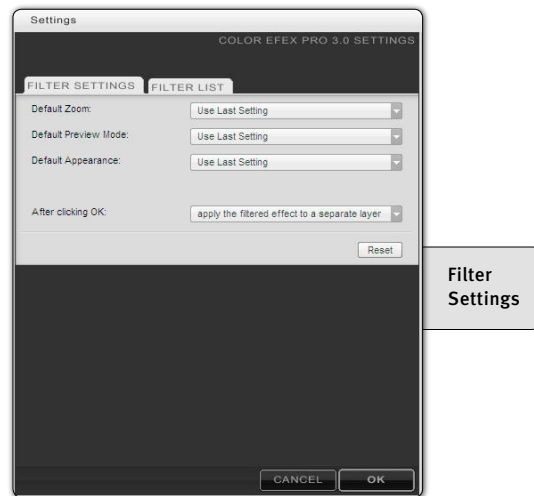 Settings
COLOR EFEX PRO 3.0 SETTINGS
FILTER SETTINGS FILTER LIST
Default Zoom: Use Last Setting
Default Preview Mode: Use Last Setting
Default Appearance: Use Last Setting
After clicking OK: apply the filtered effect to a separate layer
Reset
Filter
Settings
CANCEL OK